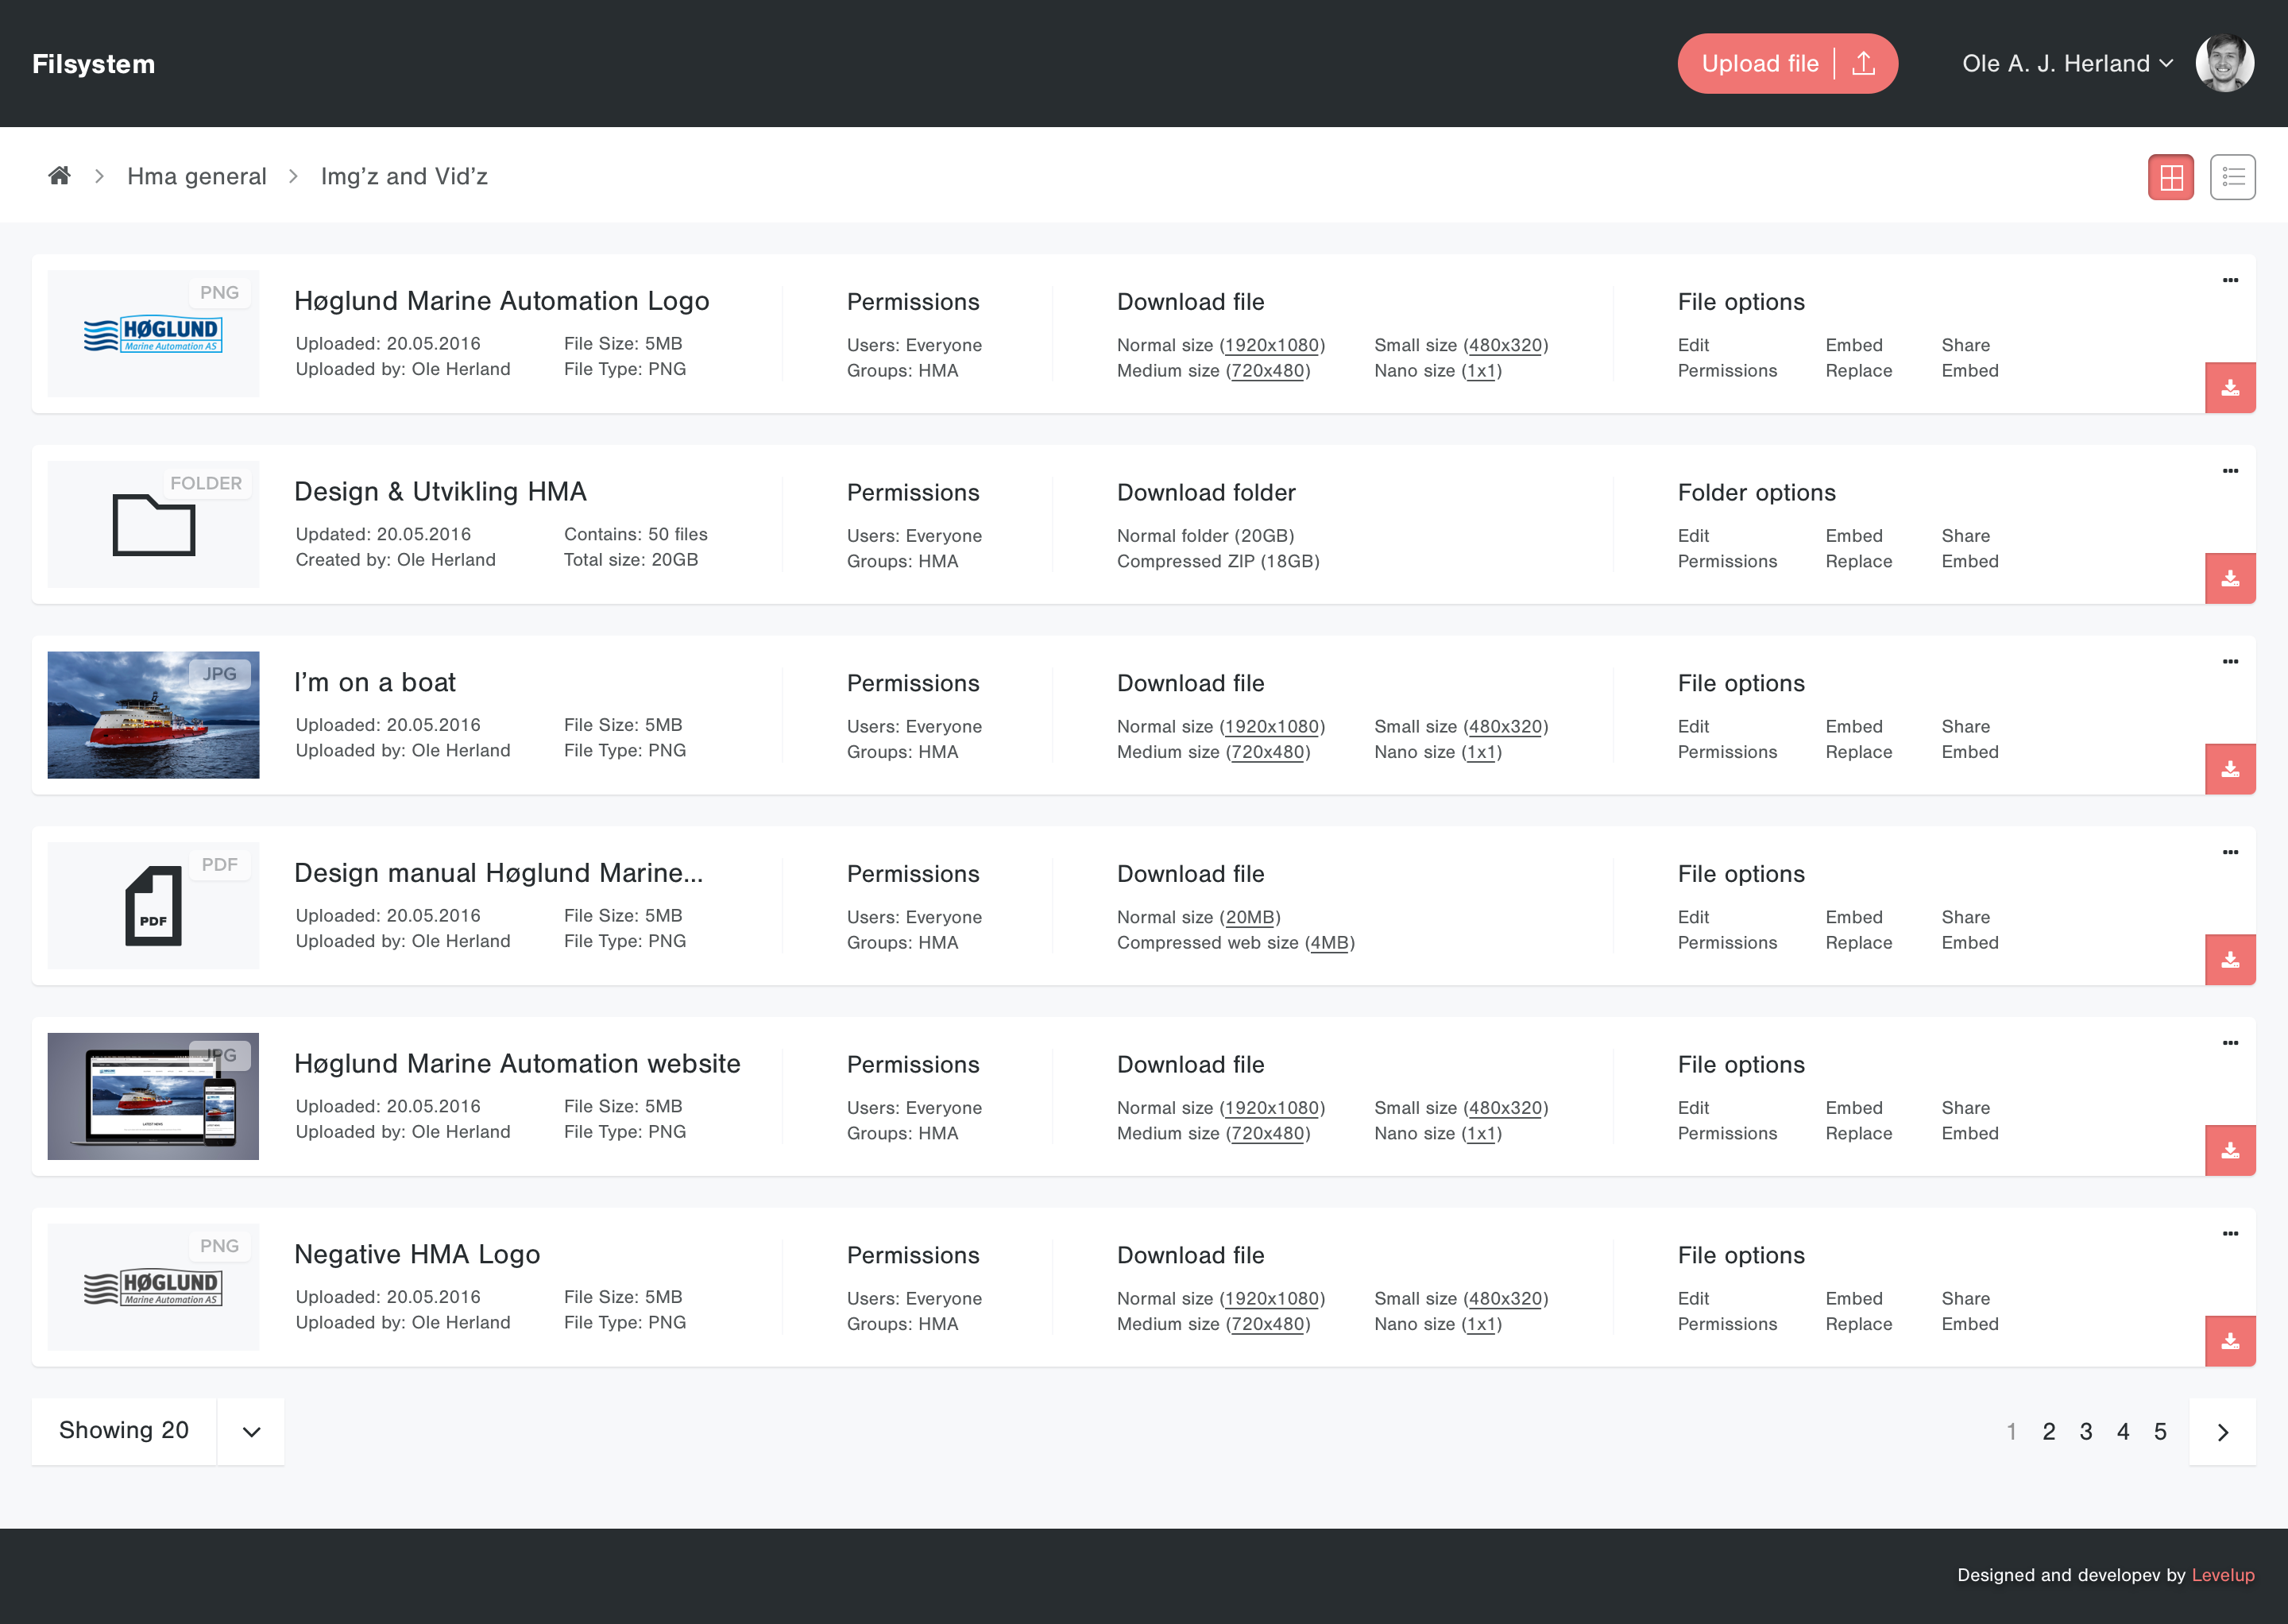 Filsystem
Upload file
Ole A. J. Herland
Hma general
Img’z and Vid’z
PNG
HØGLUND
Marine Automation AS
Høglund Marine Automation Logo
Uploaded: 20.05.2016
File Size: 5MB
Uploaded by: Ole Herland
File Type: PNG
Permissions
Users: Everyone
Groups: HMA
Download file
Normal size (1920x1080)
Small size (480x320)
Medium size (720x480)
Nano size (1x1)
File options
Edit
Embed
Share
Permissions
Replace
Embed
FOLDER
Design & Utvikling HMA
Updated: 20.05.2016
Contains: 50 files
Created by: Ole Herland
Total size: 20GB
Permissions
Users: Everyone
Groups: HMA
Download folder
Normal folder (20GB)
Compressed ZIP (18GB)
Folder options
Edit
Embed
Share
Permissions
Replace
Embed
JPG
I’m on a boat
Uploaded: 20.05.2016
File Size: 5MB
Uploaded by: Ole Herland
File Type: PNG
Permissions
Users: Everyone
Groups: HMA
Download file
Normal size (1920x1080)
Small size (480x320)
Medium size (720x480)
Nano size (1x1)
File options
Edit
Embed
Share
Permissions
Replace
Embed
PDF
PDF
Design manual Høglund Marine...
Uploaded: 20.05.2016
File Size: 5MB
Uploaded by: Ole Herland
File Type: PNG
Permissions
Users: Everyone
Groups: HMA
Download file
Normal size (20MB)
Compressed web size (4MB)
File options
Edit
Embed
Share
Permissions
Replace
Embed
JPG
LATEST NEWS
Høglund Marine Automation website
Uploaded: 20.05.2016
File Size: 5MB
Uploaded by: Ole Herland
File Type: PNG
Permissions
Users: Everyone
Groups: HMA
Download file
Normal size (1920x1080)
Small size (480x320)
Medium size (720x480)
Nano size (1x1)
File options
Edit
Embed
Share
Permissions
Replace
Embed
PNG
HØGLUND
Marine Automation AS
Negative HMA Logo
Uploaded: 20.05.2016
File Size: 5MB
Uploaded by: Ole Herland
File Type: PNG
Permissions
Users: Everyone
Groups: HMA
Download file
Normal size (1920x1080)
Small size (480x320)
Medium size (720x480)
Nano size (1x1)
File options
Edit
Embed
Share
Permissions
Replace
Embed
Showing 20
1 2 3 4 5
Designed and developev by Levelup